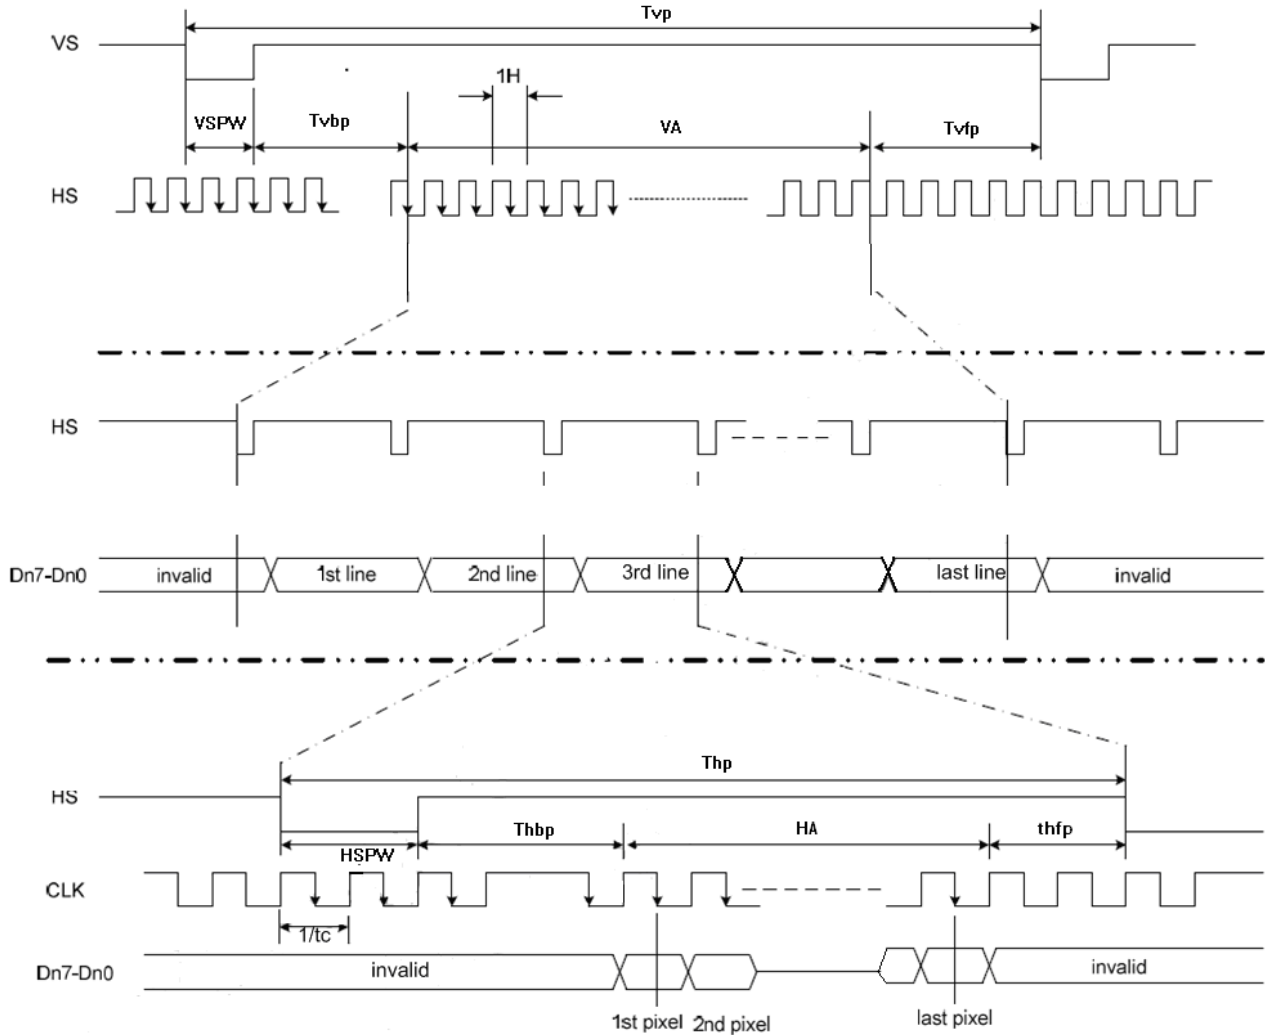 Tvp
VS
1H
VSPW
Tvbp
VA
Tvfp
HS
HS
Dn7-Dn0
invalid
1st line
2nd line
3rd line
last line
invalid
Thp
HS
Thbp
HA
thfp
HSPW
CLK
1/tc
Dn7-Dn0
invalid
invalid
1st pixel
2nd pixel
last pixel